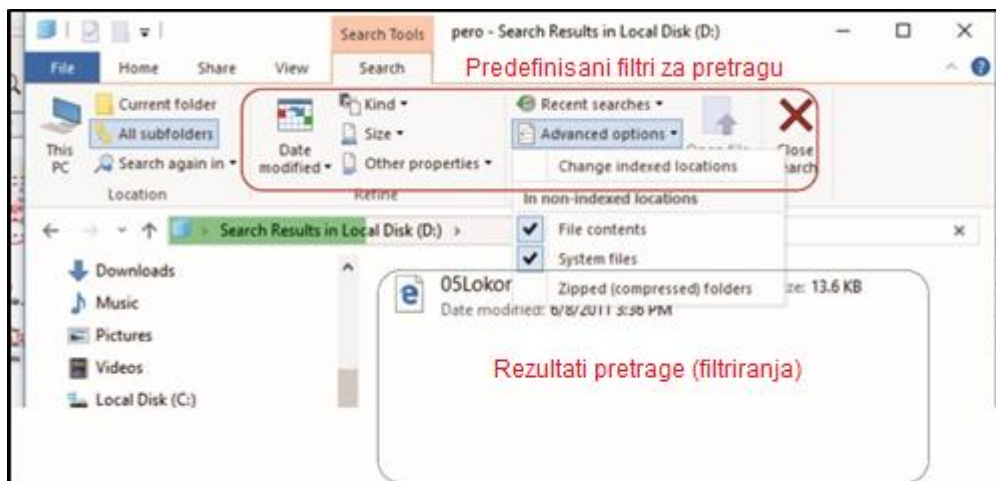 Search Tools
pero - Search Results in Local Disk (D:)
File
Home
Share
View
Search
Predefinisani filtri za pretragu
This PC
Current folder
All subfolders
Search again in
Location
Date modified
Kind
Size
Other properties
Refine
Recent searches
Advanced options
Close
Change indexed locations
In non-indexed locations
File contents
System files
Zipped (compressed) folders
Search Results in Local Disk (D:)
Downloads
Music
Pictures
Videos
Local Disk (C:)
05Lokor
13.6 KB
Date modified: 6/8/2011 3:36 PM
Rezultati pretrage (filtriranja)